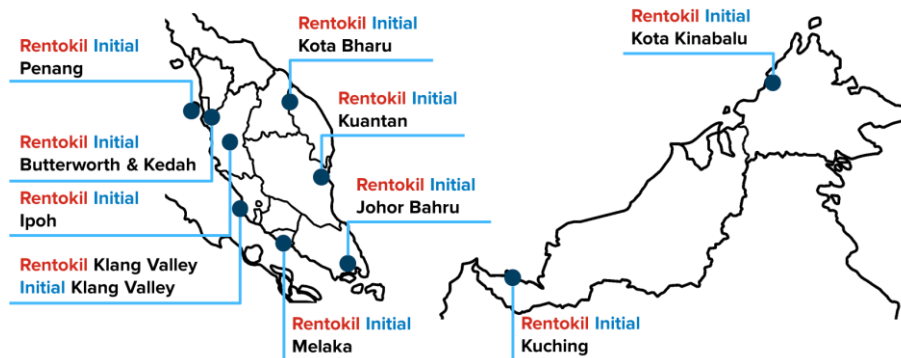 Rentokil Initial
Penang
Rentokil Initial
Kota Bharu
Rentokil Initial
Kota Kinabalu
Rentokil Initial
Kuantan
Rentokil Initial
Butterworth & Kedah
Rentokil Initial
Johor Bahru
Rentokil Initial
Ipoh
Rentokil Klang Valley
Initial Klang Valley
Rentokil Initial
Melaka
Rentokil Initial
Kuching